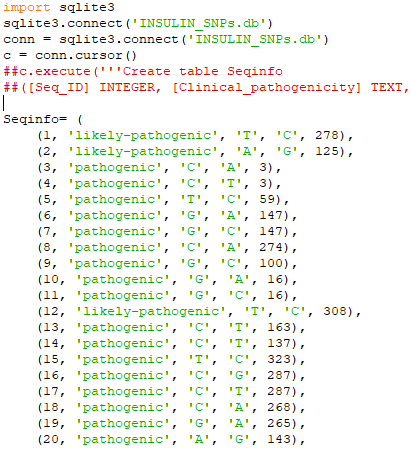 import sqlite3
sqlite3.connect('INSULIN_SNPs.db')
conn = sqlite3.connect('INSULIN_SNPs.db')
c = conn.cursor()
##c.execute('''Create table Seqinfo
##([Seq_ID] INTEGER, [Clinical_pathogenicity] TEXT,
Seqinfo= (
    (1, 'likely-pathogenic', 'T', 'C', 278),
    (2, 'likely-pathogenic', 'A', 'G', 125),
    (3, 'pathogenic', 'C', 'A', 3),
    (4, 'pathogenic', 'C', 'T', 3),
    (5, 'pathogenic', 'T', 'C', 59),
    (6, 'pathogenic', 'G', 'A', 147),
    (7, 'pathogenic', 'G', 'C', 147),
    (8, 'pathogenic', 'C', 'A', 274),
    (9, 'pathogenic', 'G', 'C', 100),
    (10, 'pathogenic', 'G', 'A', 16),
    (11, 'pathogenic', 'G', 'C', 16),
    (12, 'likely-pathogenic', 'T', 'C', 308),
    (13, 'pathogenic', 'C', 'T', 163),
    (14, 'pathogenic', 'C', 'T', 137),
    (15, 'pathogenic', 'T', 'C', 323),
    (16, 'pathogenic', 'C', 'G', 287),
    (17, 'pathogenic', 'C', 'T', 287),
    (18, 'pathogenic', 'C', 'A', 268),
    (19, 'pathogenic', 'G', 'A', 265),
    (20, 'pathogenic', 'A', 'G', 143),